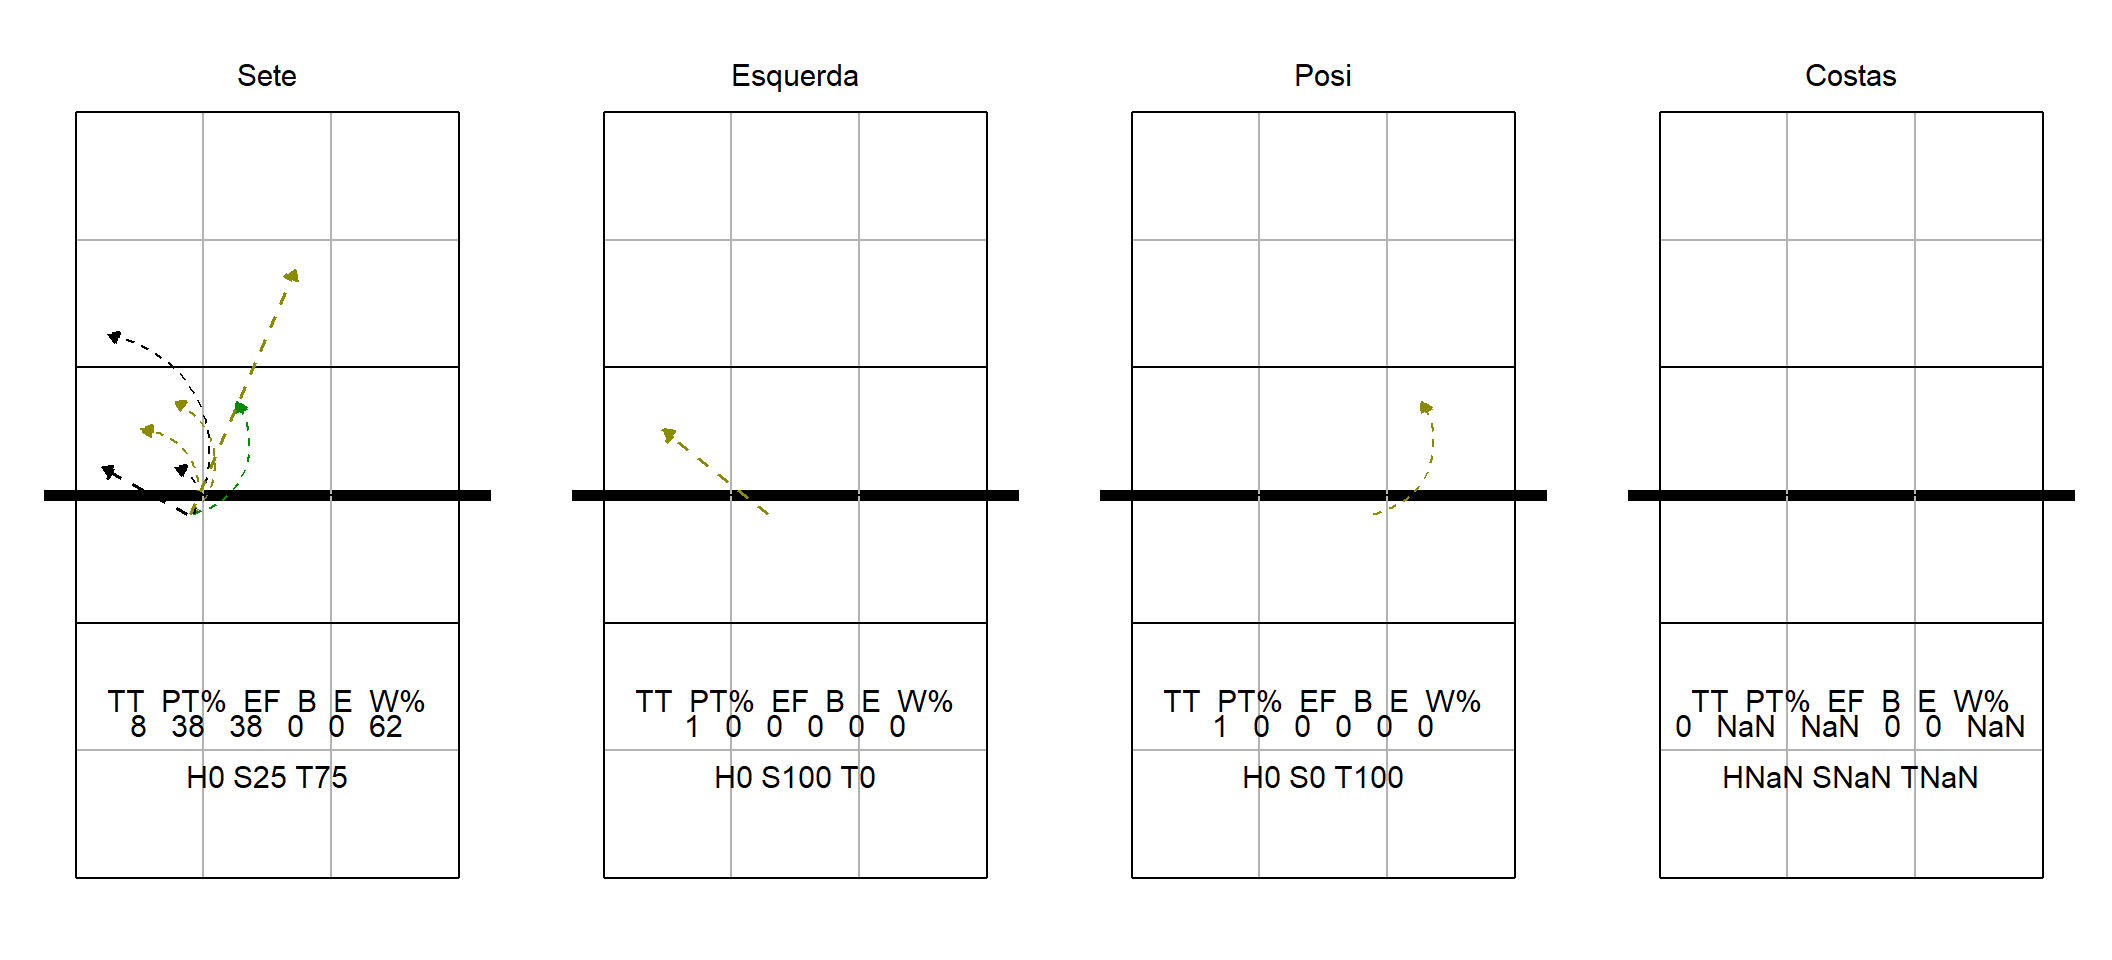 Sete
TT PT% EF B E W%
8 38 38 0 0 62
H0 S25 T75
Esquerda
TT PT% EF B E W%
1 0 0 0 0 0
H0 S100 T0
Posi
TT PT% EF B E W%
1 0 0 0 0 0
H0 S0 T100
Costas
TT PT% EF B E W%
0 NaN NaN 0 0 NaN
HNaN SNaN TNaN